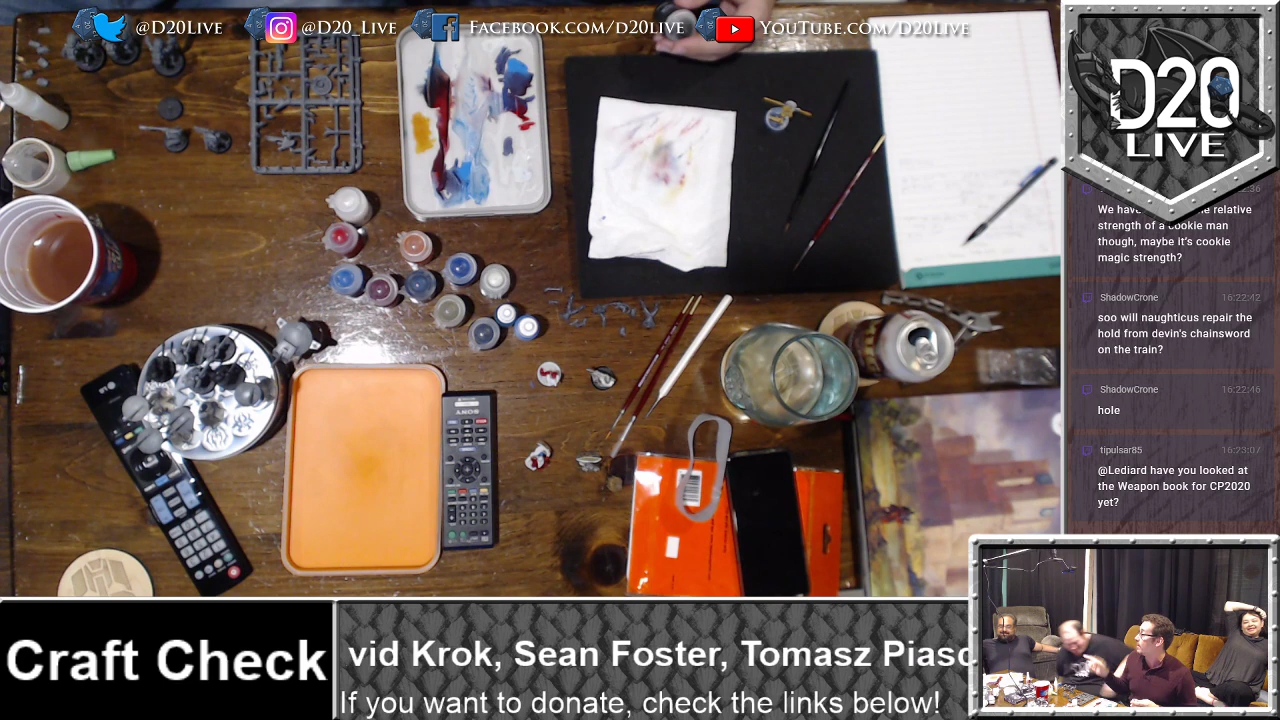 @D20Live
@D20_Live
Facebook.com/D20Live
YouTube.com/D20Live
D20
LIVE
We have
relative
strength of a cookie man
though, maybe it's cookie
magic strength?
ShadowCrone 16:22:42
soo will naughticus repair the
hold from devin's chainsword
on the train?
ShadowCrone 16:22:46
hole
tipulsar85 16:23:07
@Lediard have you looked at
the Weapon book for CP2020
yet?
SONY
LG
Craft Check
vid Krok, Sean Foster, Tomasz Piasc
If you want to donate, check the links below!